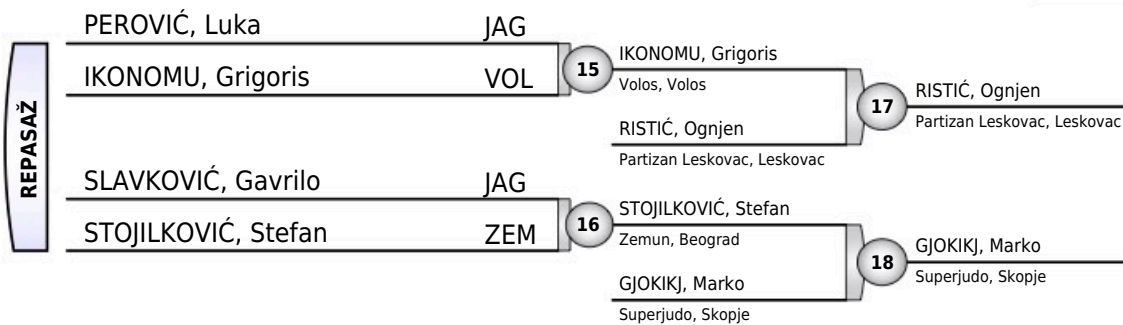 REPASAŽ
PEROVIĆ, Luka JAG
IKONOMU, Grigoris VOL
15
IKONOMU, Grigoris
Volos, Volos
RISTIĆ, Ognjen
Partizan Leskovac, Leskovac
17
RISTIĆ, Ognjen
Partizan Leskovac, Leskovac
SLAVKOVIĆ, Gavrilo JAG
STOJILKOVIĆ, Stefan ZEM
16
STOJILKOVIĆ, Stefan
Zemun, Beograd
GJOKIKJ, Marko
Superjudo, Skopje
18
GJOKIKJ, Marko
Superjudo, Skopje